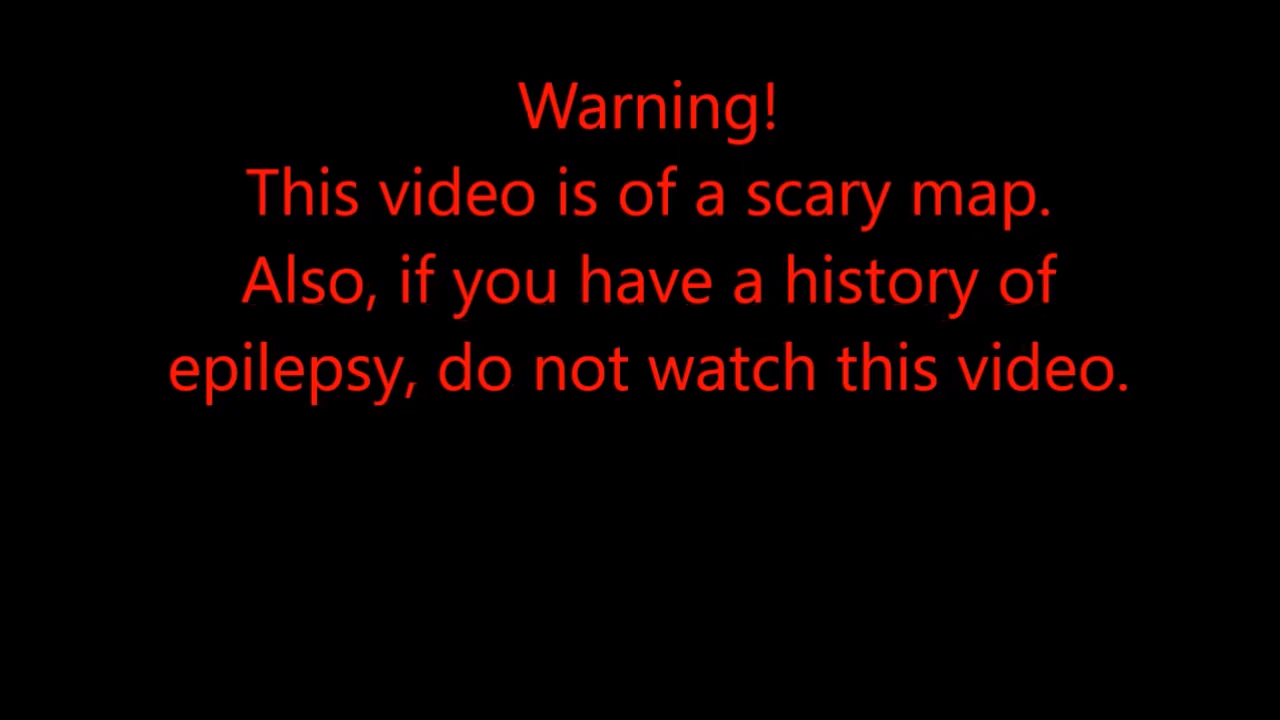 Warning!
This video is of a scary map.
Also, if you have a history of
epilepsy, do not watch this video.